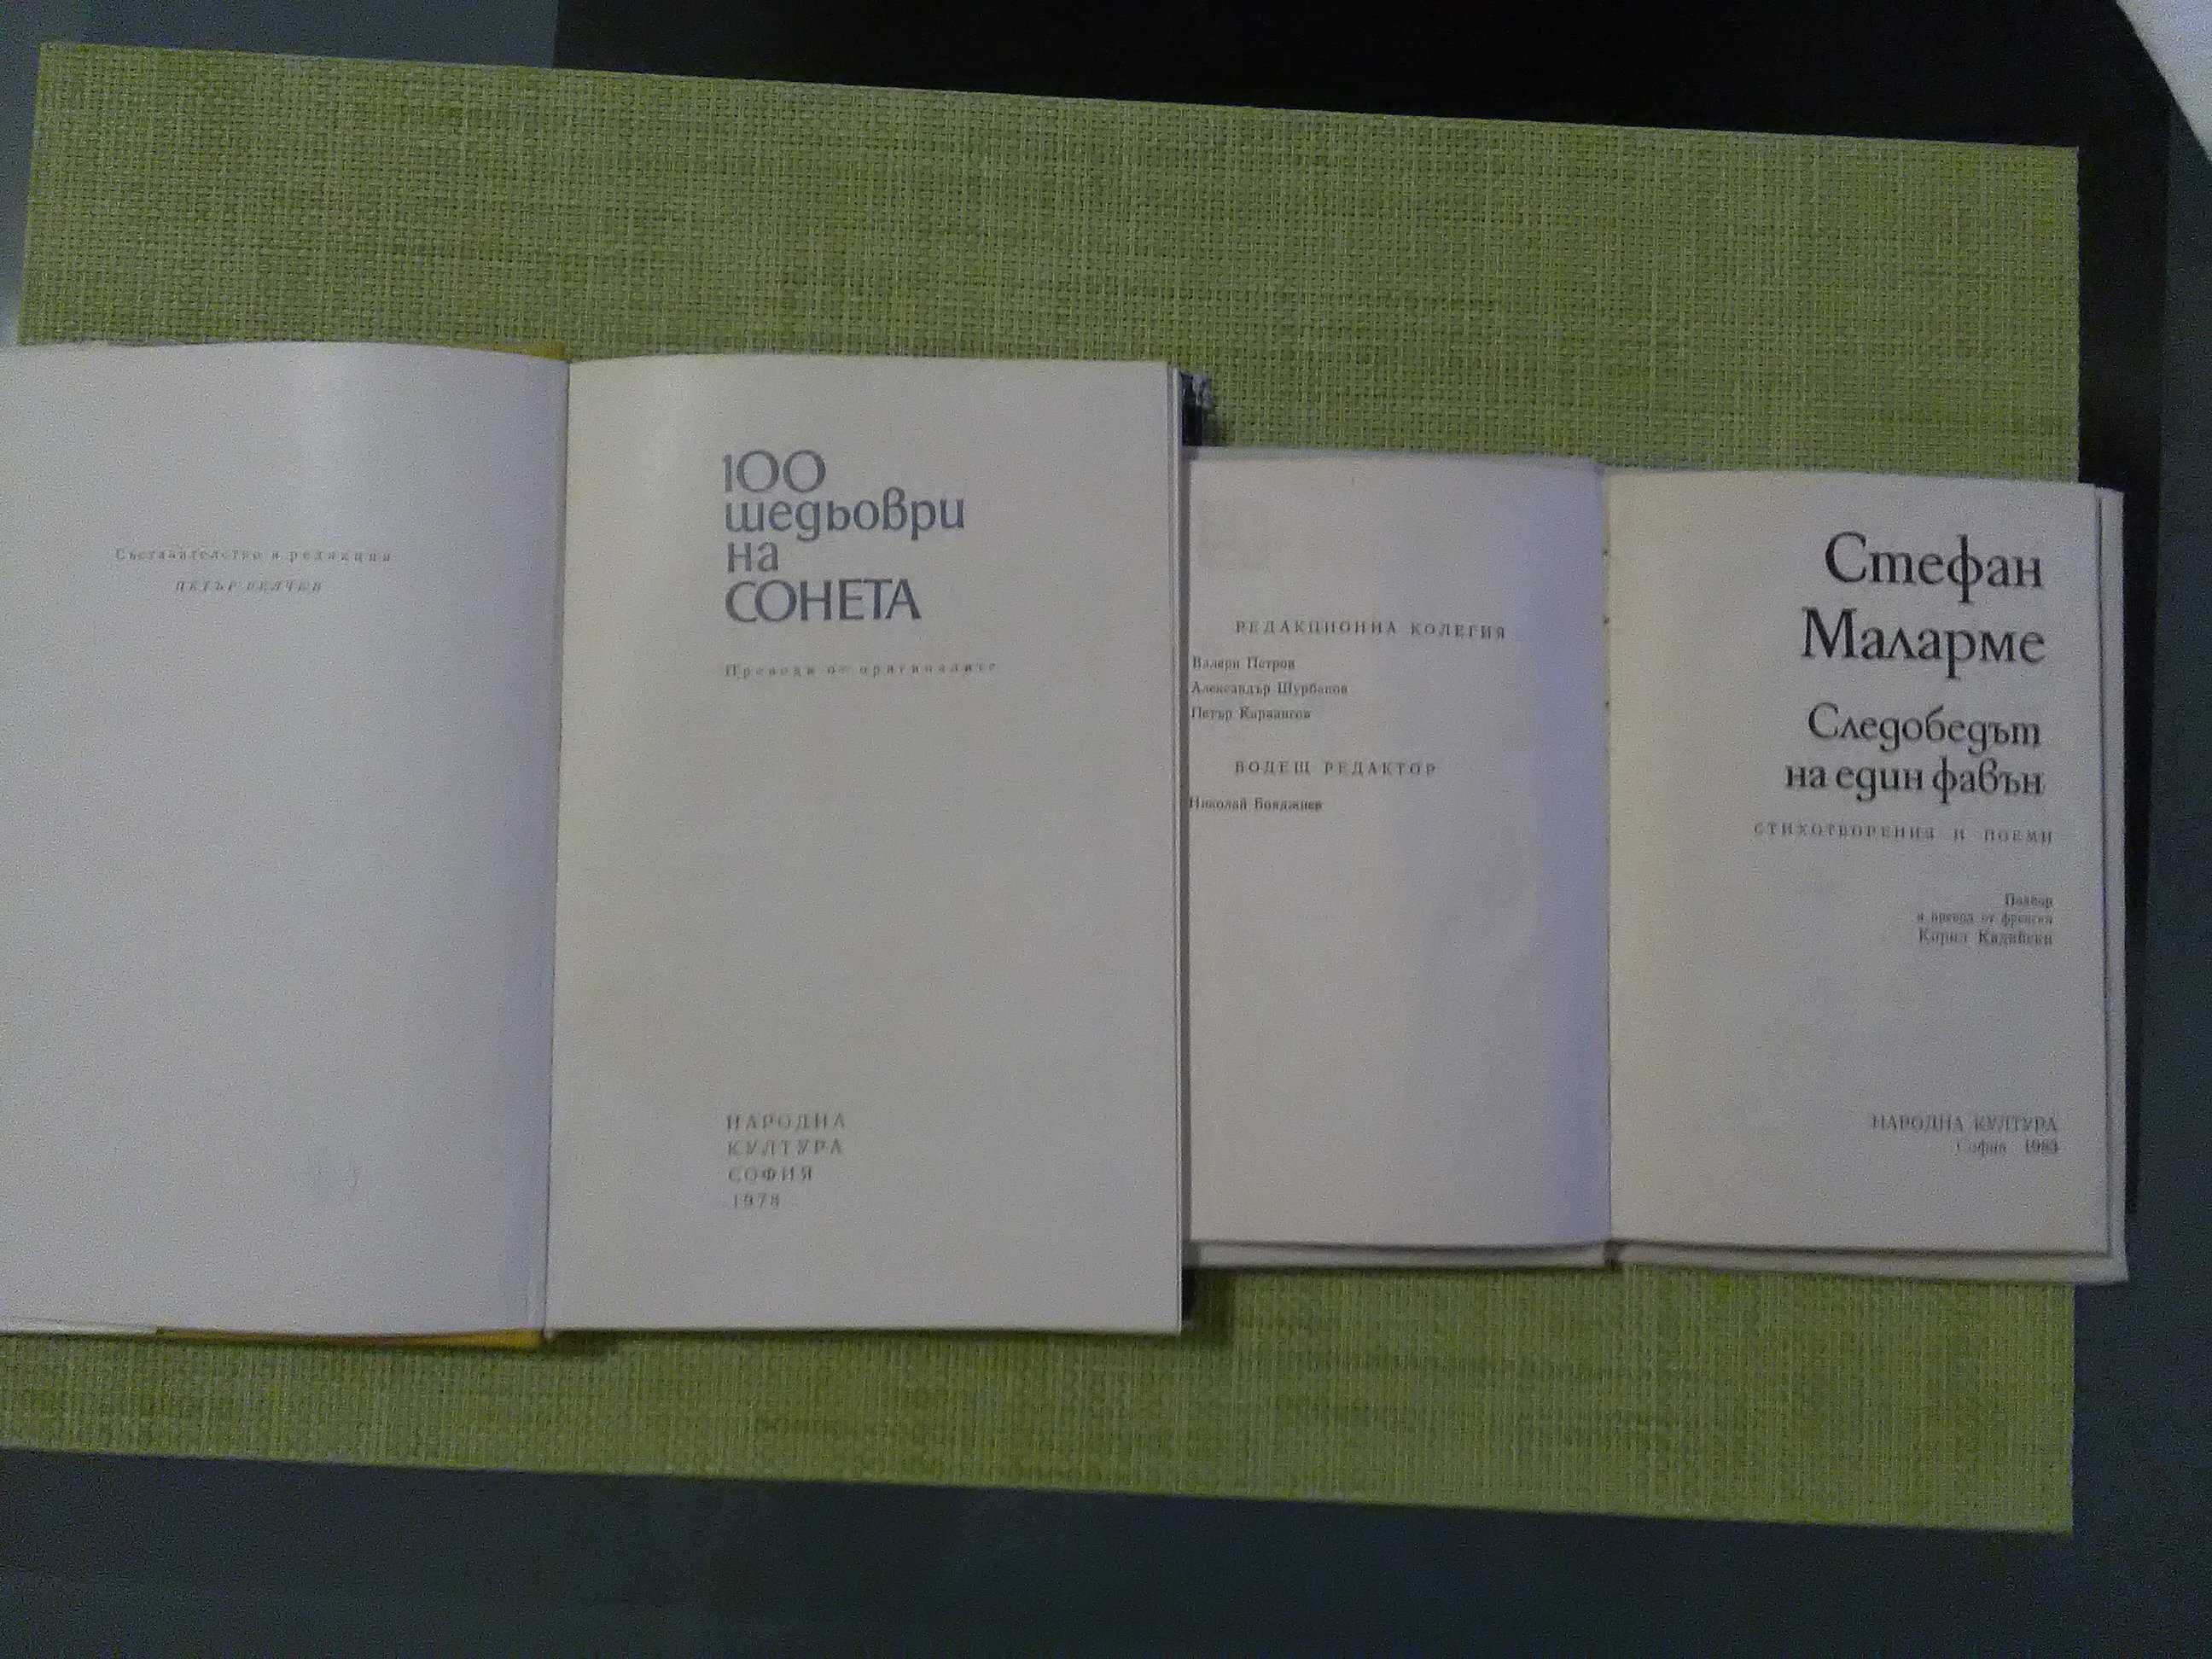 Съставителство и редакция
ПЕТЪР ВЕЛЧЕВ
100
шедьоври
на
СОНЕТА
Преводи от оригиналите
НАРОДНА
КУЛТУРА
СОФИЯ
1978
РЕДАКЦИОННА КОЛЕГИЯ
Валери Петров
Александър Шурбанов
Петър Караангов
ВОДЕЩ РЕДАКТОР
Николай Бояджиев
Стефан
Маларме
Следобедът
на един фавън
СТИХОТВОРЕНИЯ И ПОЕМИ
Подбор
и превод от френски
Кирил Кадийски
НАРОДНА КУЛТУРА
София 1983